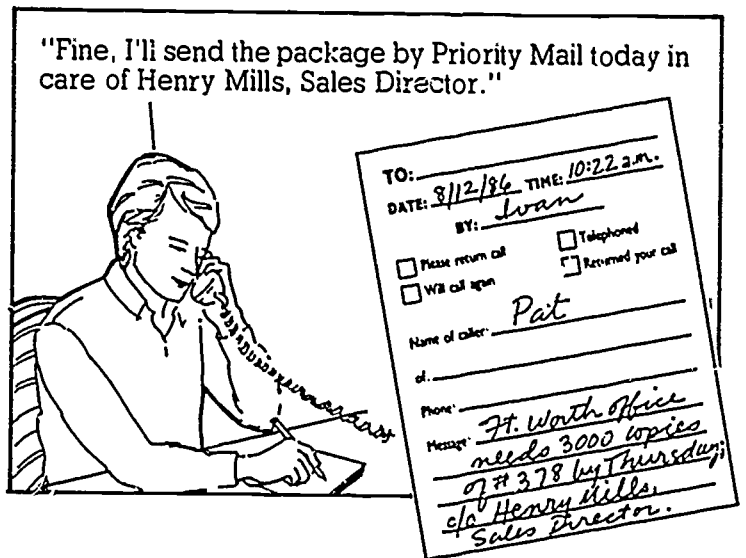 "Fine, I'll send the package by Priority Mail today in
care of Henry Mills, Sales Director."
TO:
DATE: 8/12/86 TIME: 10:22 a.m.
BY: Ivan
Please return call Telephoned
Will call again Returned your call
Name of caller: Pat
of
Phone:
Message: Ft. Worth office
needs 3000 copies
of #378 by Thursday;
c/o Henry Mills,
Sales Director.